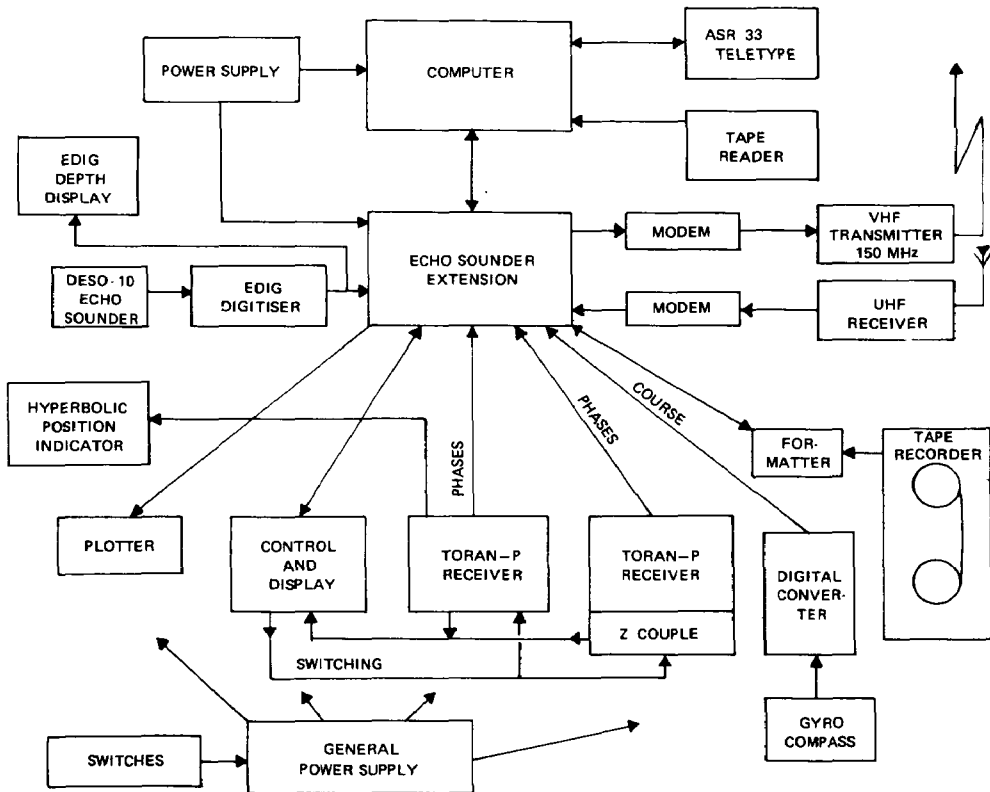 ASR 33
TELETYPE
POWER SUPPLY
COMPUTER
TAPE
READER
EDIG
DEPTH
DISPLAY
ECHO SOUNDER
EXTENSION
MODEM
VHF
TRANSMITTER
150 MHz
DESO-10
ECHO
SOUNDER
EDIG
DIGITISER
MODEM
UHF
RECEIVER
HYPERBOLIC
POSITION
INDICATOR
PHASES
PHASES
COURSE
FOR-
MATTER
TAPE
RECORDER
PLOTTER
CONTROL
AND
DISPLAY
TORAN-P
RECEIVER
TORAN-P
RECEIVER
Z COUPLE
DIGITAL
CONVER-
TER
SWITCHING
GYRO
COMPASS
SWITCHES
GENERAL
POWER SUPPLY